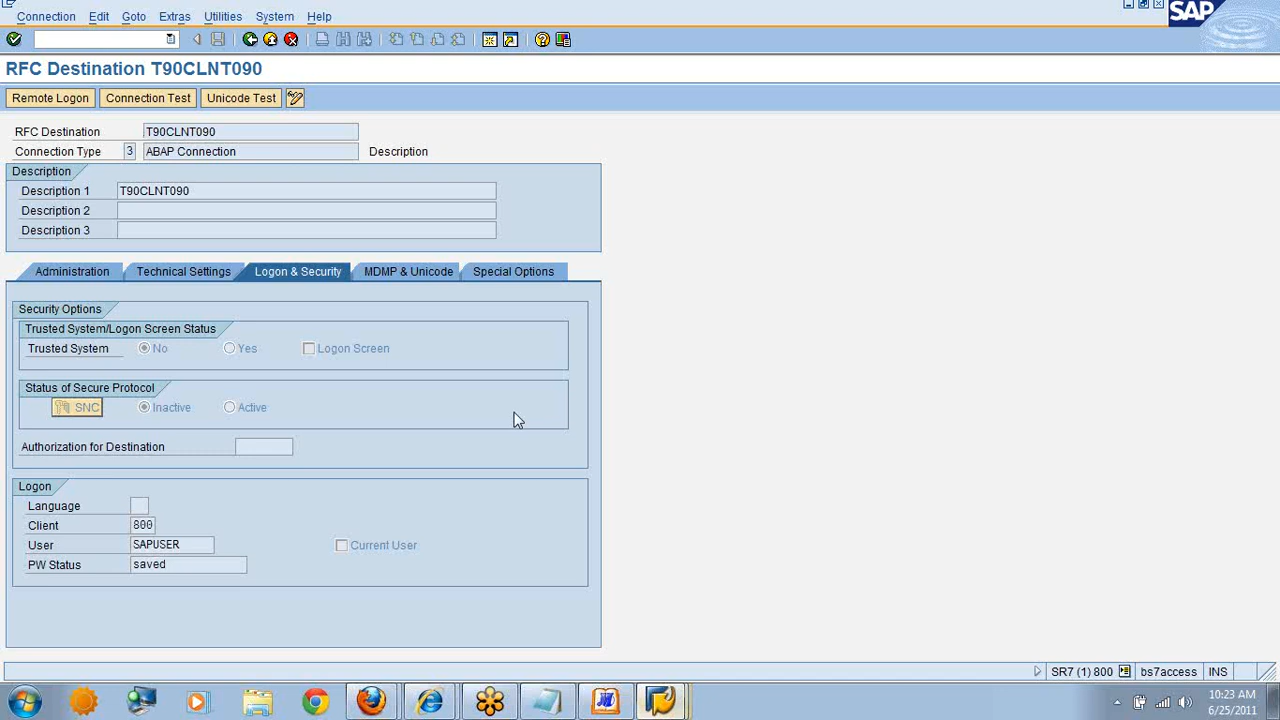 Connection Edit Goto Extras Utilities System Help
SAP
RFC Destination T90CLNT090
Remote Logon Connection Test Unicode Test
RFC Destination T90CLNT090
Connection Type 3 ABAP Connection Description
Description
Description 1 T90CLNT090
Description 2
Description 3
Administration Technical Settings Logon & Security MDMP & Unicode Special Options
Security Options
Trusted System/Logon Screen Status
Trusted System No Yes Logon Screen
Status of Secure Protocol
SNC Inactive Active
Authorization for Destination
Logon
Language
Client 800
User SAPUSER Current User
PW Status saved
SR7 (1) 800 bs7access INS
10:23 AM
6/25/2011